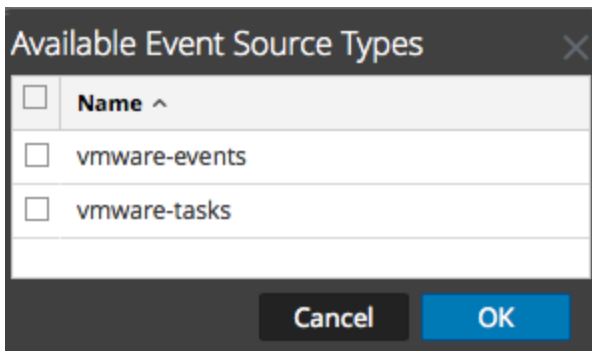 Available Event Source Types
Name
vmware-events
vmware-tasks
Cancel OK